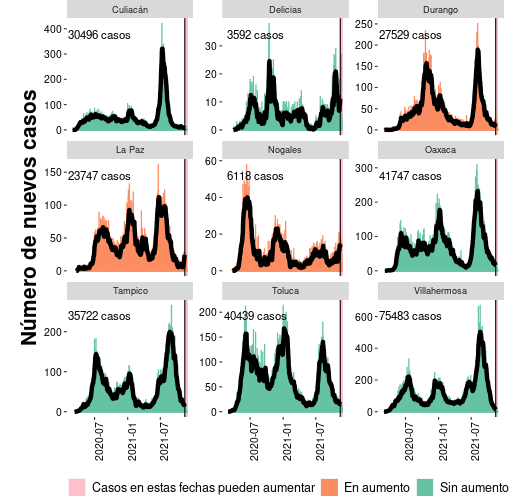 Número de nuevos casos
Culiacán
Delicias
Durango
400
300
200
100
0
30496 casos
30
20
10
0
3592 casos
250
200
150
100
50
0
27529 casos
La Paz
Nogales
Oaxaca
150
100
50
0
23747 casos
60
40
20
0
6118 casos
300
200
100
0
41747 casos
Tampico
Toluca
Villahermosa
200
100
0
35722 casos
200
150
100
50
0
40439 casos
600
400
200
0
75483 casos
2020-07
2021-01
2021-07
2020-07
2021-01
2021-07
2020-07
2021-01
2021-07
Casos en estas fechas pueden aumentar
En aumento
Sin aumento